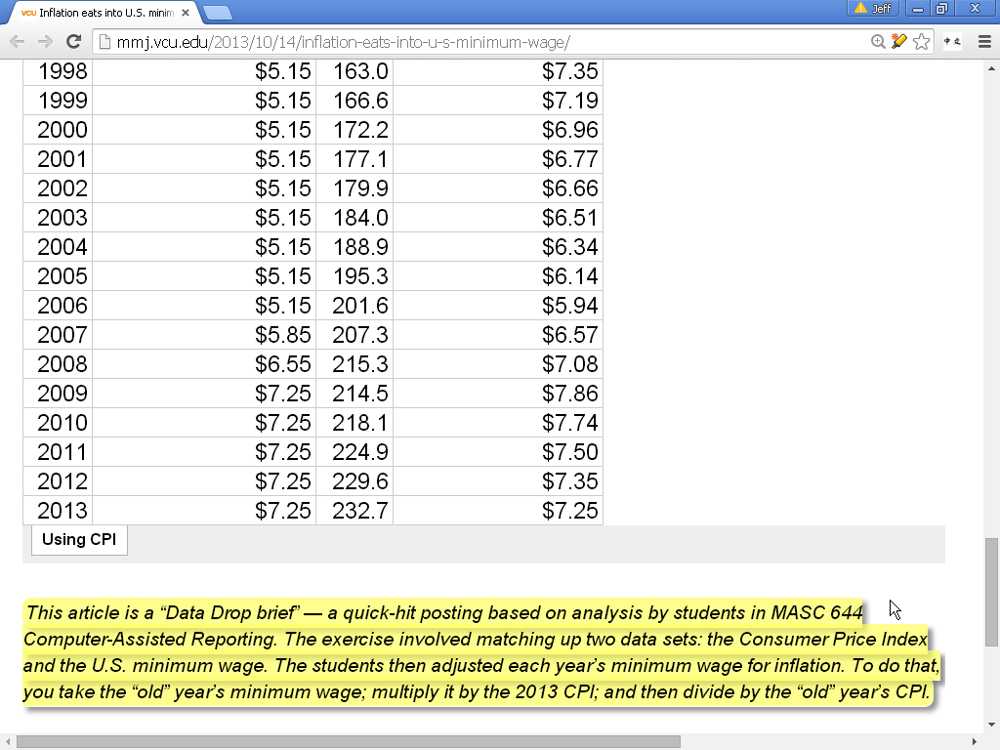 vcu Inflation eats into U.S. minim
Jeff
mmj.vcu.edu/2013/10/14/inflation-eats-into-u-s-minimum-wage/
1998 $5.15 163.0 $7.35
1999 $5.15 166.6 $7.19
2000 $5.15 172.2 $6.96
2001 $5.15 177.1 $6.77
2002 $5.15 179.9 $6.66
2003 $5.15 184.0 $6.51
2004 $5.15 188.9 $6.34
2005 $5.15 195.3 $6.14
2006 $5.15 201.6 $5.94
2007 $5.85 207.3 $6.57
2008 $6.55 215.3 $7.08
2009 $7.25 214.5 $7.86
2010 $7.25 218.1 $7.74
2011 $7.25 224.9 $7.50
2012 $7.25 229.6 $7.35
2013 $7.25 232.7 $7.25
Using CPI
This article is a “Data Drop brief” — a quick-hit posting based on analysis by students in MASC 644
Computer-Assisted Reporting. The exercise involved matching up two data sets: the Consumer Price Index
and the U.S. minimum wage. The students then adjusted each year’s minimum wage for inflation. To do that,
you take the “old” year’s minimum wage; multiply it by the 2013 CPI; and then divide by the “old” year’s CPI.